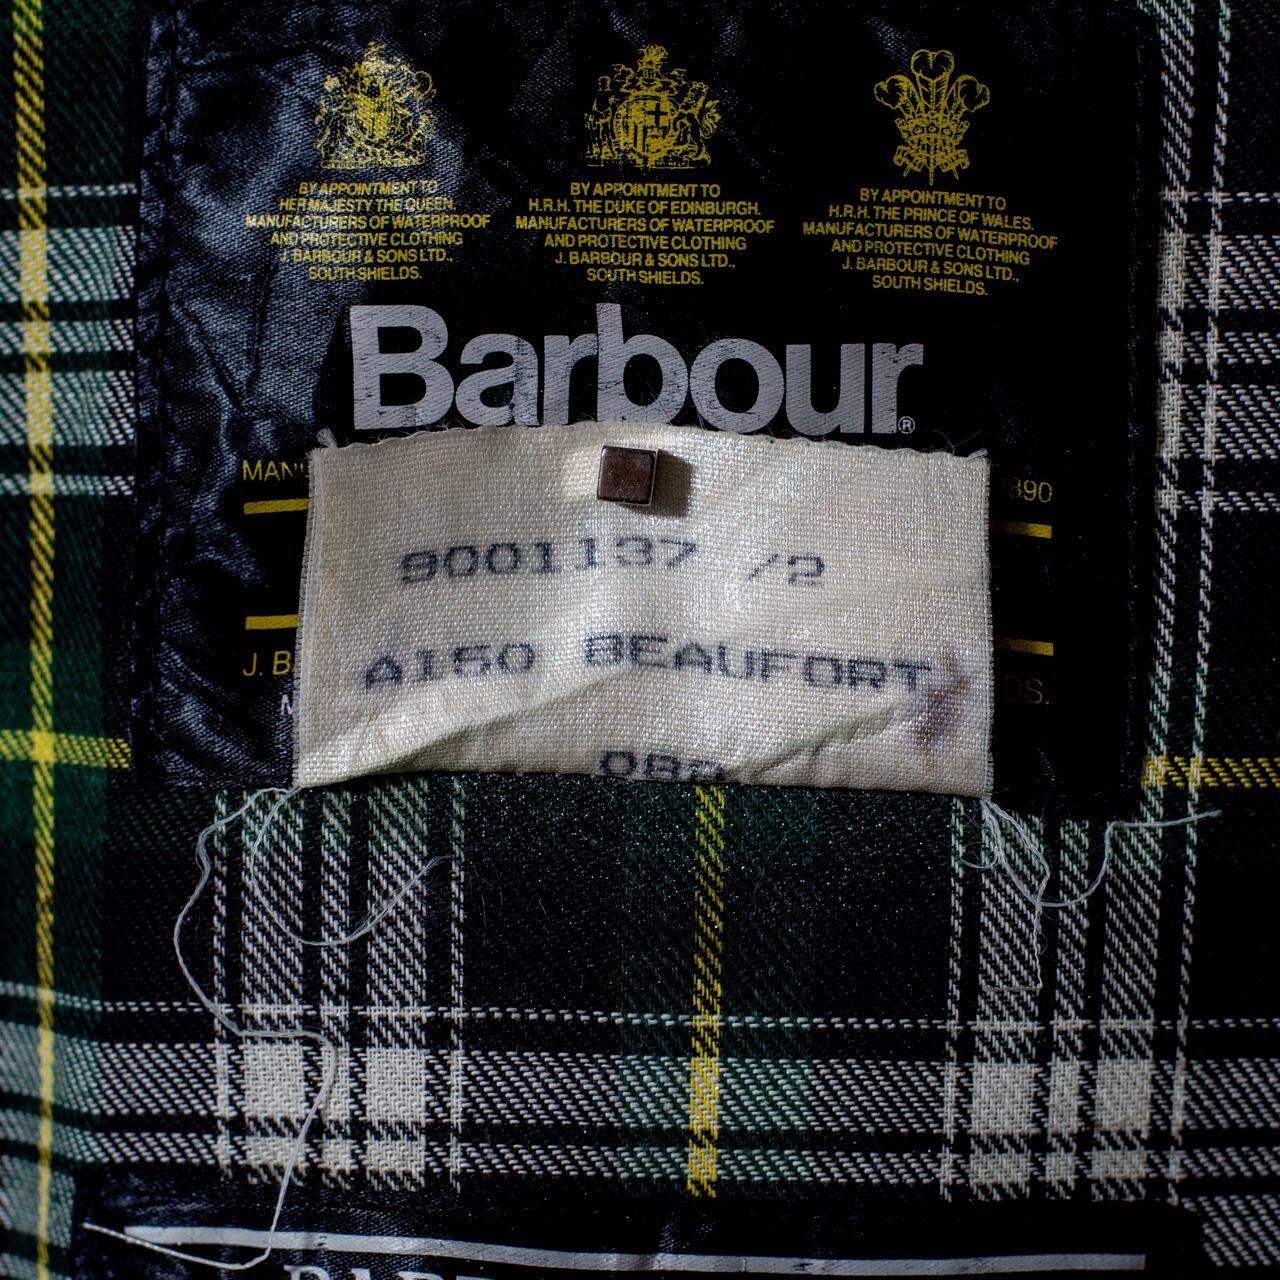 BY APPOINTMENT TO
HER MAJESTY THE QUEEN.
MANUFACTURERS OF WATERPROOF
AND PROTECTIVE CLOTHING
J. BARBOUR & SONS LTD.,
SOUTH SHIELDS.
BY APPOINTMENT TO
H.R.H. THE DUKE OF EDINBURGH.
MANUFACTURERS OF WATERPROOF
AND PROTECTIVE CLOTHING
J. BARBOUR & SONS LTD.,
SOUTH SHIELDS.
BY APPOINTMENT TO
H.R.H. THE PRINCE OF WALES.
MANUFACTURERS OF WATERPROOF
AND PROTECTIVE CLOTHING
J. BARBOUR & SONS LTD.,
SOUTH SHIELDS.
Barbour®
9001137 /2
A150 BEAUFORT
J. B